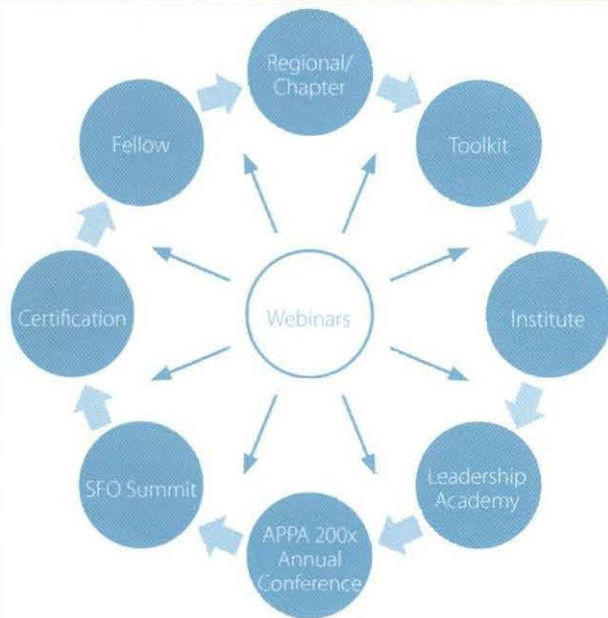 Regional/
Chapter
Toolkit
Institute
Leadership
Academy
APPA 200x
Annual
Conference
SFO Summit
Certification
Fellow
Webinars